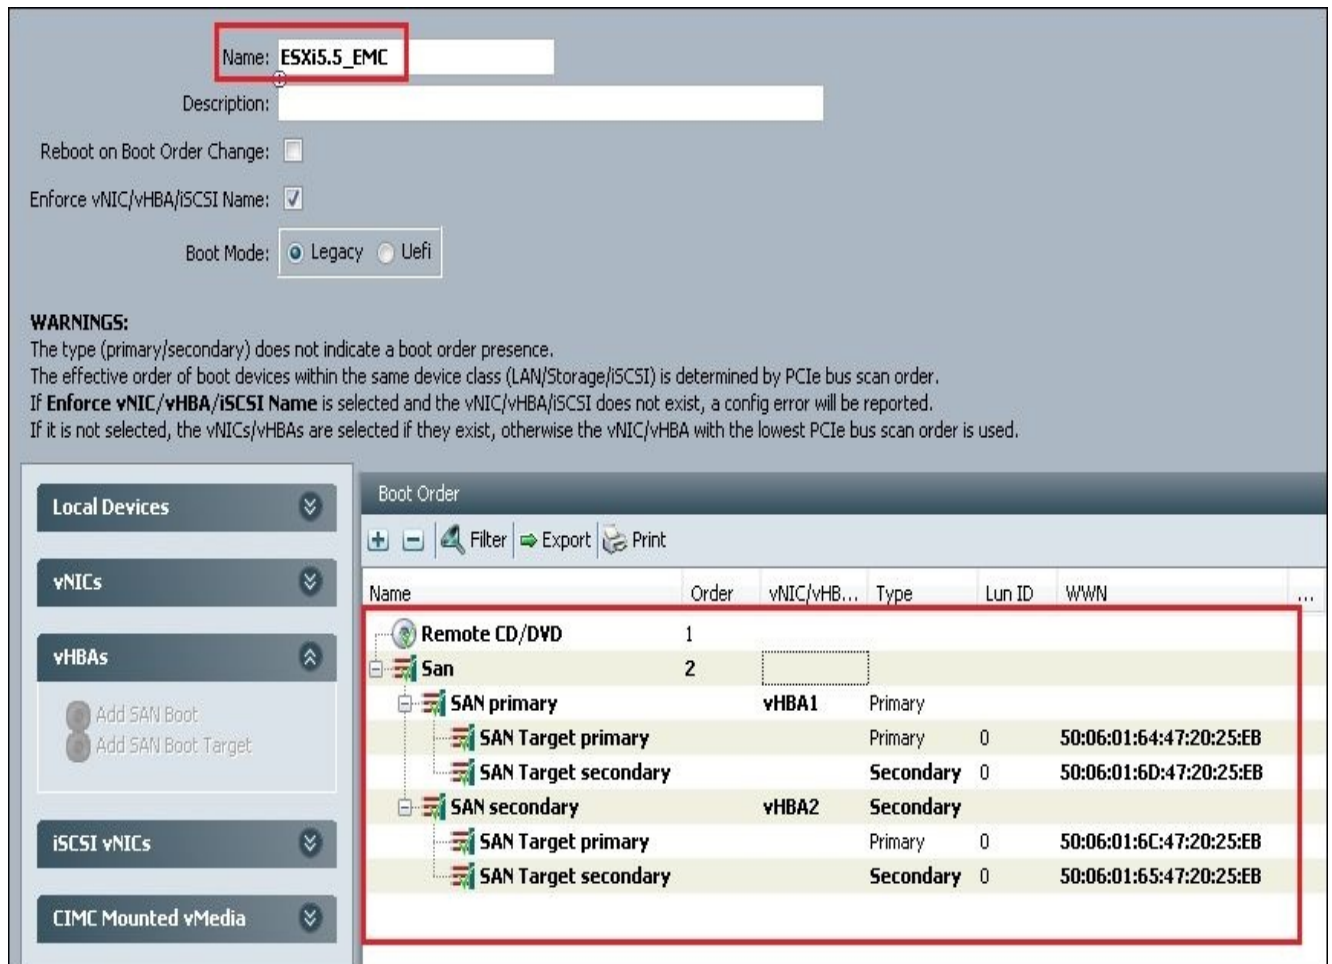 Name: ESXi5.5_EMC
Description:
Reboot on Boot Order Change:
Enforce vNIC/vHBA/iSCSI Name:
Boot Mode: Legacy Uefi
WARNINGS:
The type (primary/secondary) does not indicate a boot order presence.
The effective order of boot devices within the same device class (LAN/Storage/iSCSI) is determined by PCIe bus scan order.
If Enforce vNIC/vHBA/iSCSI Name is selected and the vNIC/vHBA/iSCSI does not exist, a config error will be reported.
If it is not selected, the vNICs/vHBAs are selected if they exist, otherwise the vNIC/vHBA with the lowest PCIe bus scan order is used.
Local Devices
vNICs
vHBAs
Add SAN Boot
Add SAN Boot Target
iSCSI vNICs
CIMC Mounted vMedia
Boot Order
Filter Export Print
Name Order vNIC/vHB... Type Lun ID WWN ...
Remote CD/DVD 1
San 2
SAN primary vHBA1 Primary
SAN Target primary Primary 0 50:06:01:64:47:20:25:EB
SAN Target secondary Secondary 0 50:06:01:6D:47:20:25:EB
SAN secondary vHBA2 Secondary
SAN Target primary Primary 0 50:06:01:6C:47:20:25:EB
SAN Target secondary Secondary 0 50:06:01:65:47:20:25:EB